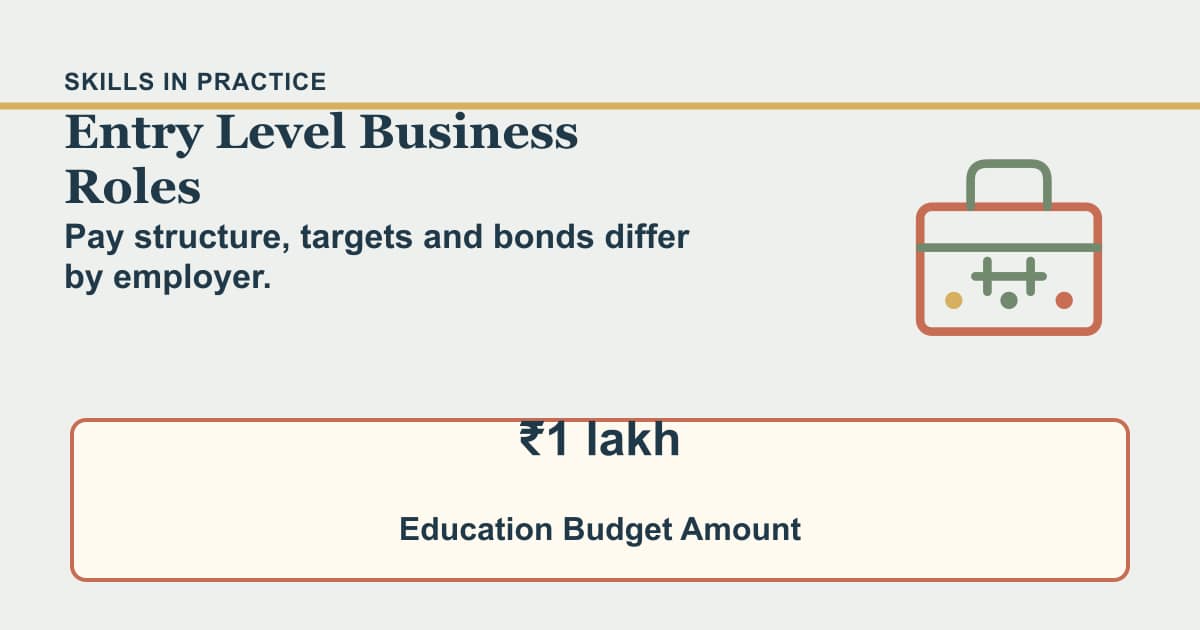 SKILLS IN PRACTICE
Entry Level Business
Roles
Pay structure, targets and bonds differ
by employer.
₹1 lakh
Education Budget Amount